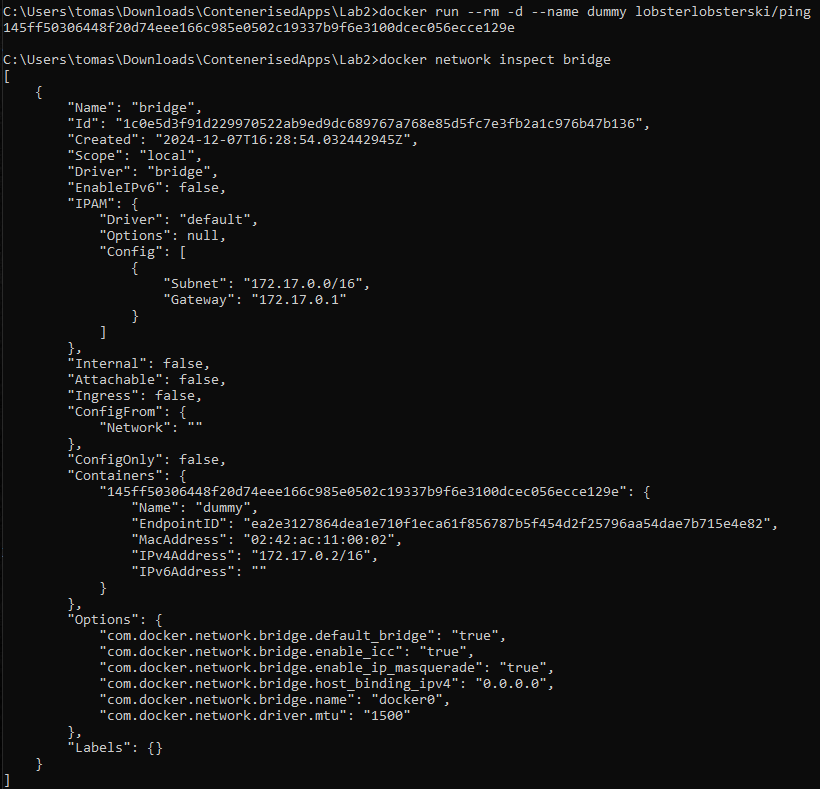 C:\Users\tomas\Downloads\ContenerisedApps\Lab2>docker run --rm -d --name dummy lobsterlobsterski/ping
145ff50306448f20d74eee166c985e0502c19337b9f6e3100dcec056ecce129e

C:\Users\tomas\Downloads\ContenerisedApps\Lab2>docker network inspect bridge
[
    {
        "Name": "bridge",
        "Id": "1c0e5d3f91d229970522ab9ed9dc689767a768e85d5fc7e3fb2a1c976b47b136",
        "Created": "2024-12-07T16:28:54.032442945Z",
        "Scope": "local",
        "Driver": "bridge",
        "EnableIPv6": false,
        "IPAM": {
            "Driver": "default",
            "Options": null,
            "Config": [
                {
                    "Subnet": "172.17.0.0/16",
                    "Gateway": "172.17.0.1"
                }
            ]
        },
        "Internal": false,
        "Attachable": false,
        "Ingress": false,
        "ConfigFrom": {
            "Network": ""
        },
        "ConfigOnly": false,
        "Containers": {
            "145ff50306448f20d74eee166c985e0502c19337b9f6e3100dcec056ecce129e": {
                "Name": "dummy",
                "EndpointID": "ea2e3127864dea1e710f1eca61f856787b5f454d2f25796aa54dae7b715e4e82",
                "MacAddress": "02:42:ac:11:00:02",
                "IPv4Address": "172.17.0.2/16",
                "IPv6Address": ""
            }
        },
        "Options": {
            "com.docker.network.bridge.default_bridge": "true",
            "com.docker.network.bridge.enable_icc": "true",
            "com.docker.network.bridge.enable_ip_masquerade": "true",
            "com.docker.network.bridge.host_binding_ipv4": "0.0.0.0",
            "com.docker.network.bridge.name": "docker0",
            "com.docker.network.driver.mtu": "1500"
        },
        "Labels": {}
    }
]